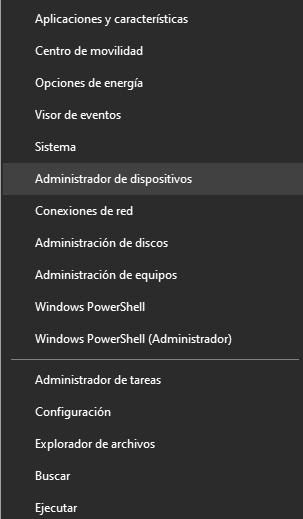 Aplicaciones y características
Centro de movilidad
Opciones de energía
Visor de eventos
Sistema
Administrador de dispositivos
Conexiones de red
Administración de discos
Administración de equipos
Windows PowerShell
Windows PowerShell (Administrador)
Administrador de tareas
Configuración
Explorador de archivos
Buscar
Ejecutar